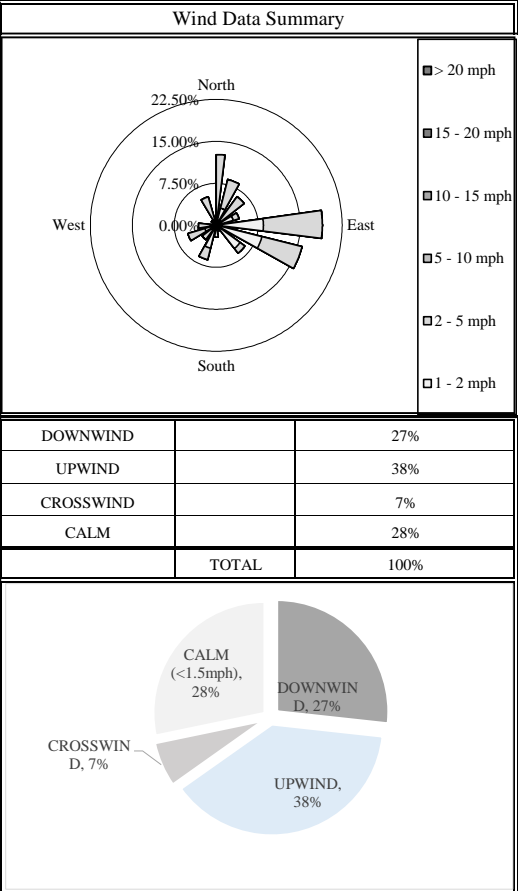 Wind Data Summary
North
22.50%
15.00%
7.50%
0.00%
West
East
South
> 20 mph
15 - 20 mph
10 - 15 mph
5 - 10 mph
2 - 5 mph
1 - 2 mph
DOWNWIND 27%
UPWIND 38%
CROSSWIND 7%
CALM 28%
TOTAL 100%
CALM
(<1.5mph),
28%
DOWNWIN
D, 27%
CROSSWIN
D, 7%
UPWIND,
38%